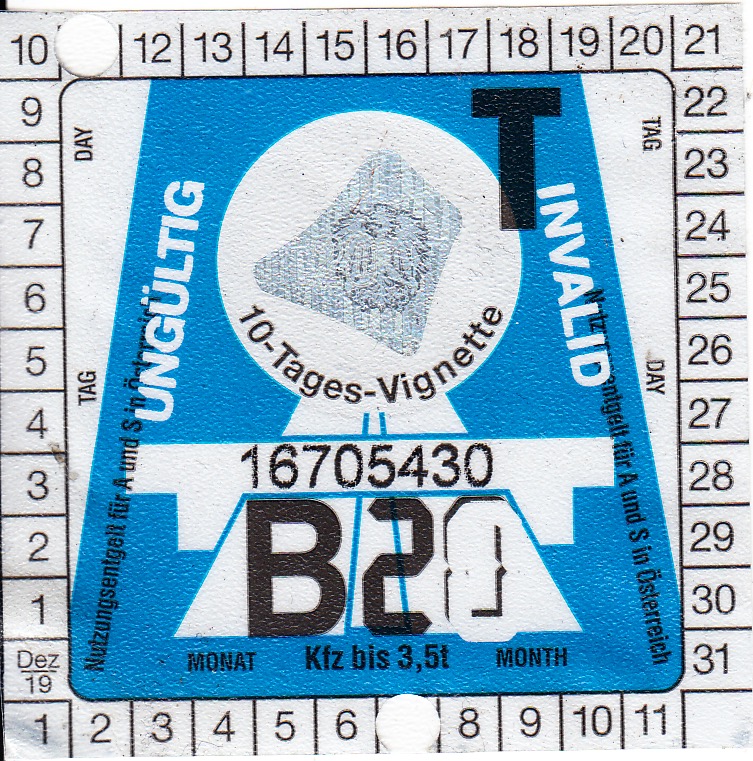 10 12 13 14 15 16 17 18 19 20 21
9 22
8 23
7 24
6 25
5 26
4 27
3 28
2 29
1 30
Dez 19 31
1 2 3 4 5 6 8 9 10 11
DAY
TAG
TAG
DAY
T
UNGÜLTIG
INVALID
10-Tages-Vignette
Nutzungsentgelt für A und S in Österreich
Nutzungsentgelt für A und S in Österreich
16705430
B20
MONAT Kfz bis 3,5t MONTH